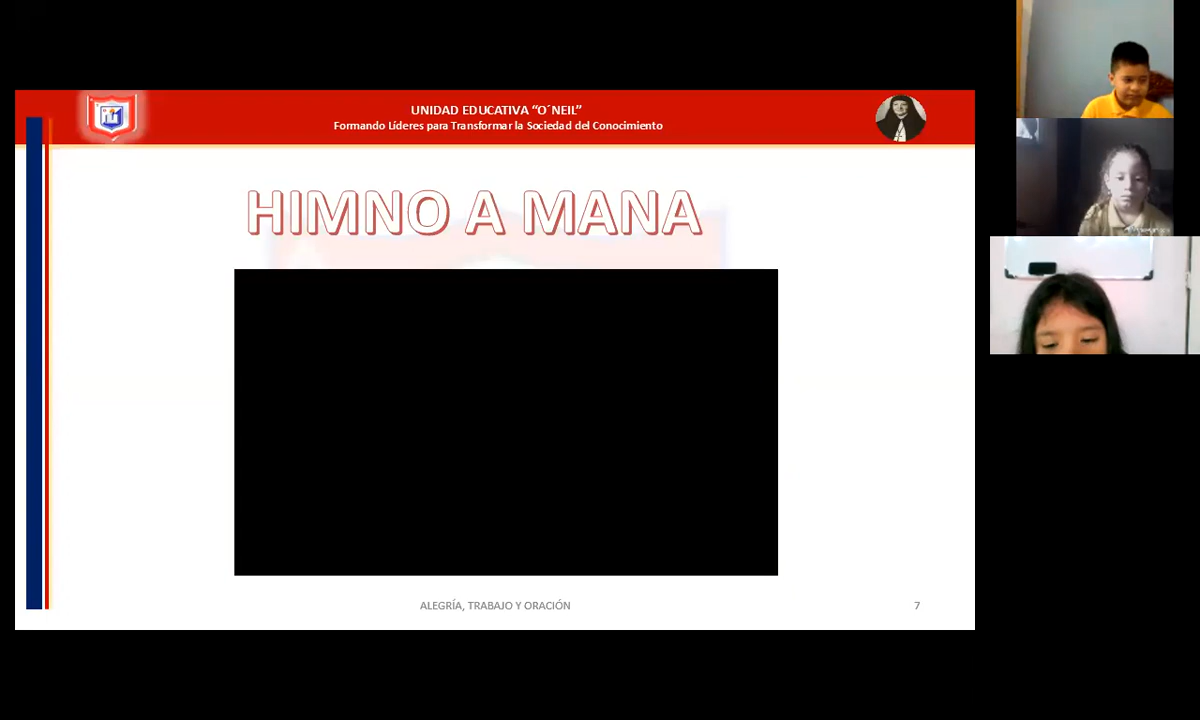 UNIDAD EDUCATIVA “O´NEIL”
Formando Líderes para Transformar la Sociedad del Conocimiento
HIMNO A MANA
ALEGRÍA, TRABAJO Y ORACIÓN
7